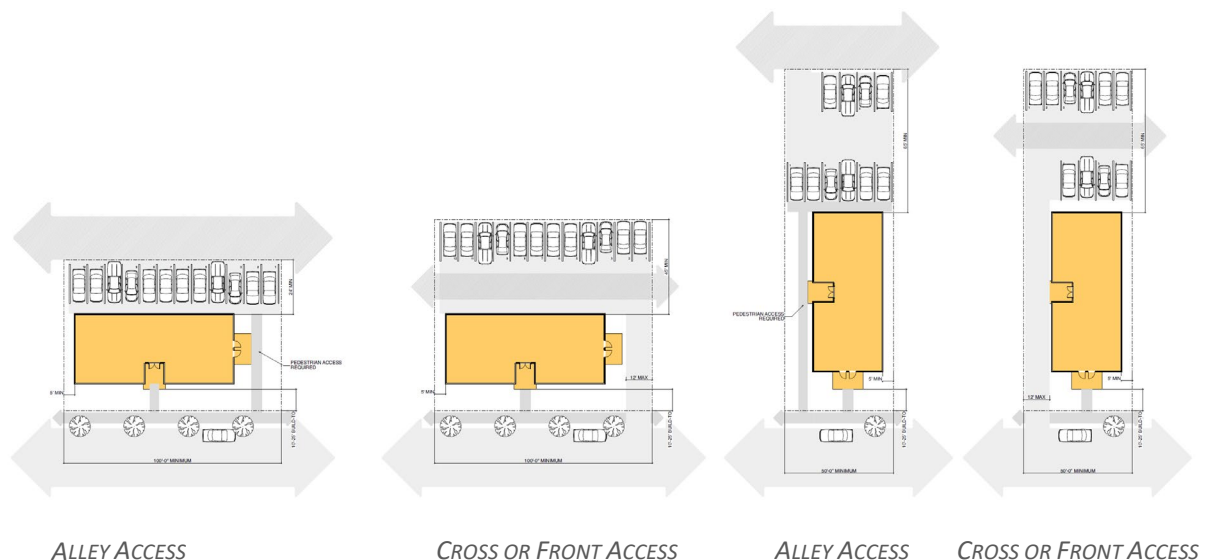 PEDESTRIAN ACCESS
REQUIRED
5' MIN
100'-0" MINIMUM
5' MIN
12' MAX
100'-0" MINIMUM
PEDESTRIAN ACCESS
REQUIRED
5' MIN
50'-0" MINIMUM
12' MAX
5' MIN
50'-0" MINIMUM
ALLEY ACCESS
CROSS OR FRONT ACCESS
ALLEY ACCESS
CROSS OR FRONT ACCESS